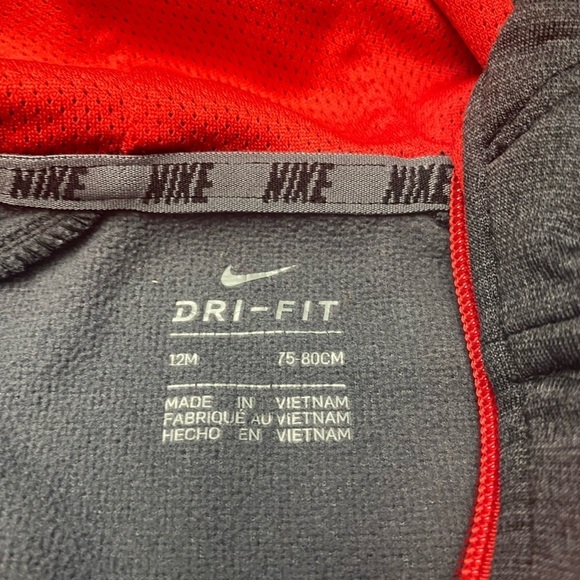 NIKE NIKE NIKE NIKE
DRI-FIT
12M 75-80CM
MADE IN VIETNAM
FABRIQUÉ AU VIETNAM
HECHO EN VIETNAM